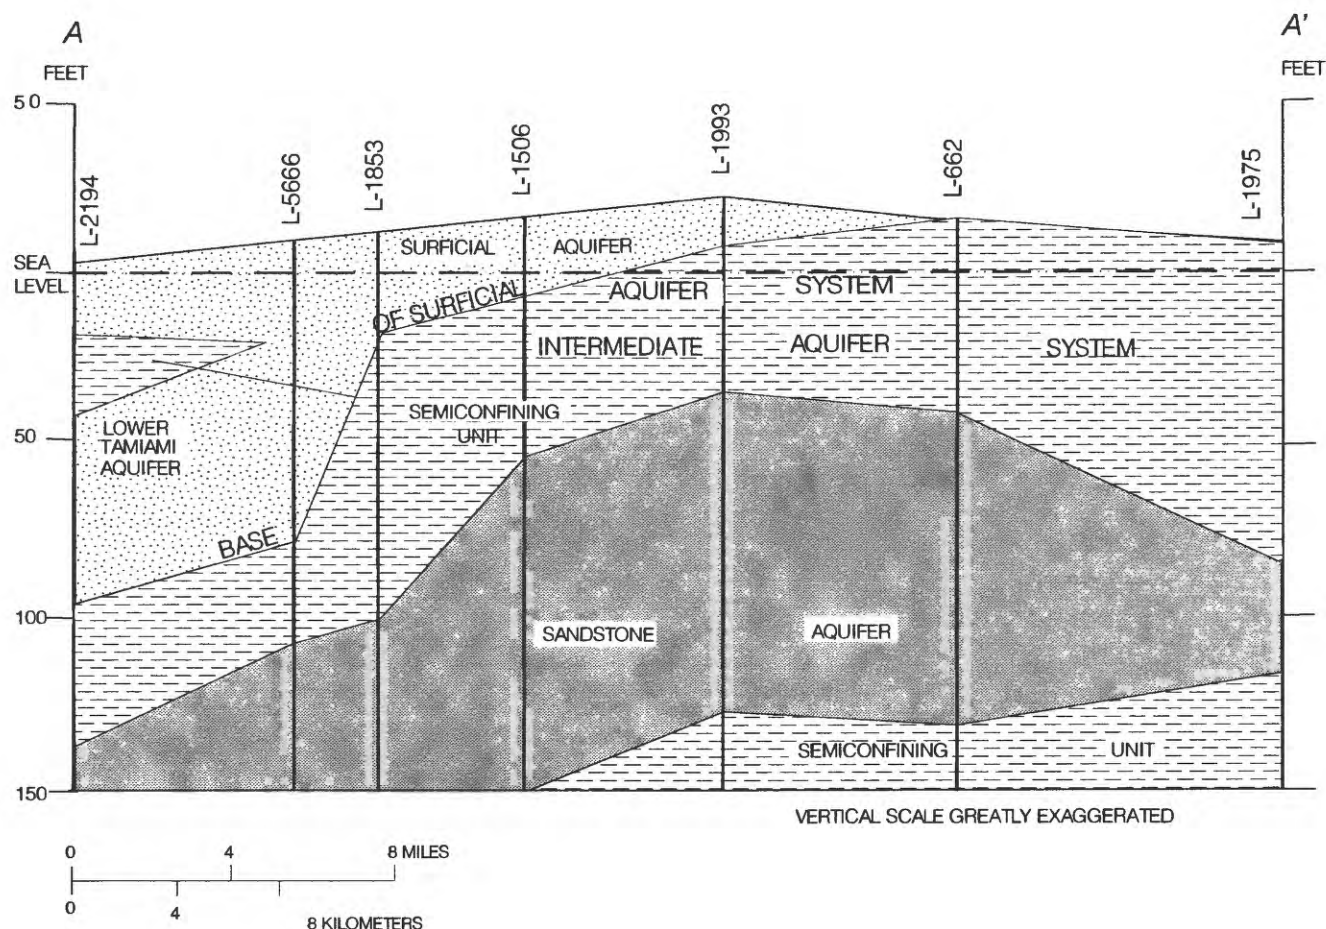 A
A'
FEET
FEET
50
L-2194
L-5666
L-1853
L-1506
L-1993
L-662
L-1975
SURFICIAL AQUIFER
SEA
LEVEL
OF SURFICIAL
AQUIFER SYSTEM
INTERMEDIATE AQUIFER SYSTEM
SEMICONFINING
UNIT
50
LOWER
TAMIAMI
AQUIFER
BASE
100
SANDSTONE AQUIFER
SEMICONFINING UNIT
150
VERTICAL SCALE GREATLY EXAGGERATED
0 4 8 MILES
0 4 8 KILOMETERS